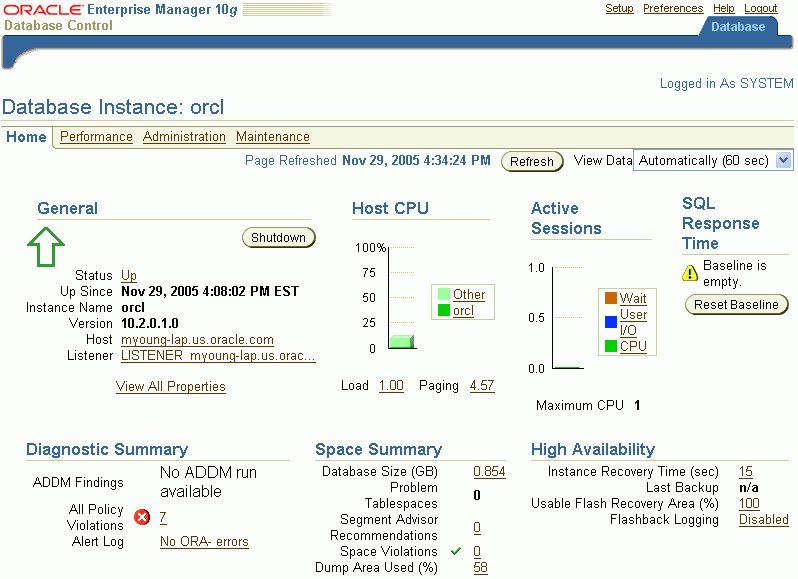 ORACLE Enterprise Manager 10g
Setup Preferences Help Logout
Database Control
Database
Logged in As SYSTEM
Database Instance: orcl
Home Performance Administration Maintenance
Page Refreshed Nov 29, 2005 4:34:24 PM Refresh View Data Automatically (60 sec)
General
Shutdown
Status Up
Up Since Nov 29, 2005 4:08:02 PM EST
Instance Name orcl
Version 10.2.0.1.0
Host myoung-lap.us.oracle.com
Listener LISTENER_myoung-lap.us.orac...
View All Properties
Host CPU
100%
75
50
25
0
Other
orcl
Load 1.00 Paging 4.57
Active
Sessions
1.0
0.5
0.0
Wait
User
I/O
CPU
Maximum CPU 1
SQL
Response
Time
Baseline is
empty.
Reset Baseline
Diagnostic Summary
ADDM Findings
No ADDM run
available
All Policy
Violations
7
Alert Log No ORA- errors
Space Summary
Database Size (GB) 0.854
Problem
Tablespaces
0
Segment Advisor
Recommendations
0
Space Violations 0
Dump Area Used (%) 58
High Availability
Instance Recovery Time (sec) 15
Last Backup n/a
Usable Flash Recovery Area (%) 100
Flashback Logging Disabled